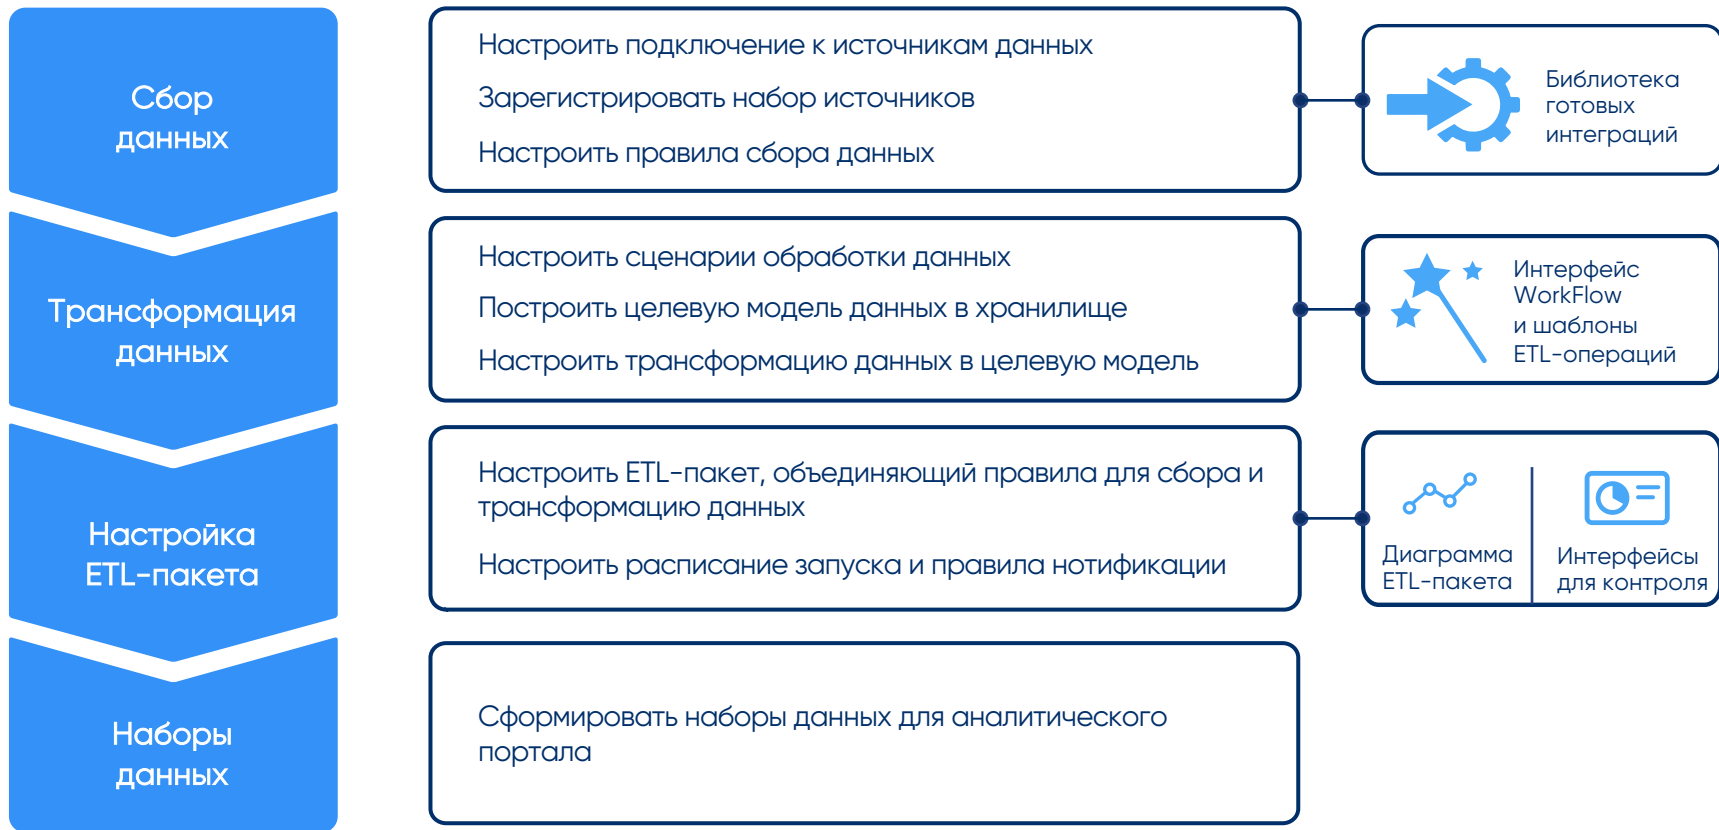 Сбор
данных
Настроить подключение к источникам данных
Зарегистрировать набор источников
Настроить правила сбора данных
Библиотека
готовых
интеграций
Трансформация
данных
Настроить сценарии обработки данных
Построить целевую модель данных в хранилище
Настроить трансформацию данных в целевую модель
Интерфейс
WorkFlow
и шаблоны
ETL-операций
Настройка
ETL-пакета
Настроить ETL-пакет, объединяющий правила для сбора и
трансформацию данных
Настроить расписание запуска и правила нотификации
Диаграмма
ETL-пакета
Интерфейсы
для контроля
Наборы
данных
Сформировать наборы данных для аналитического
портала